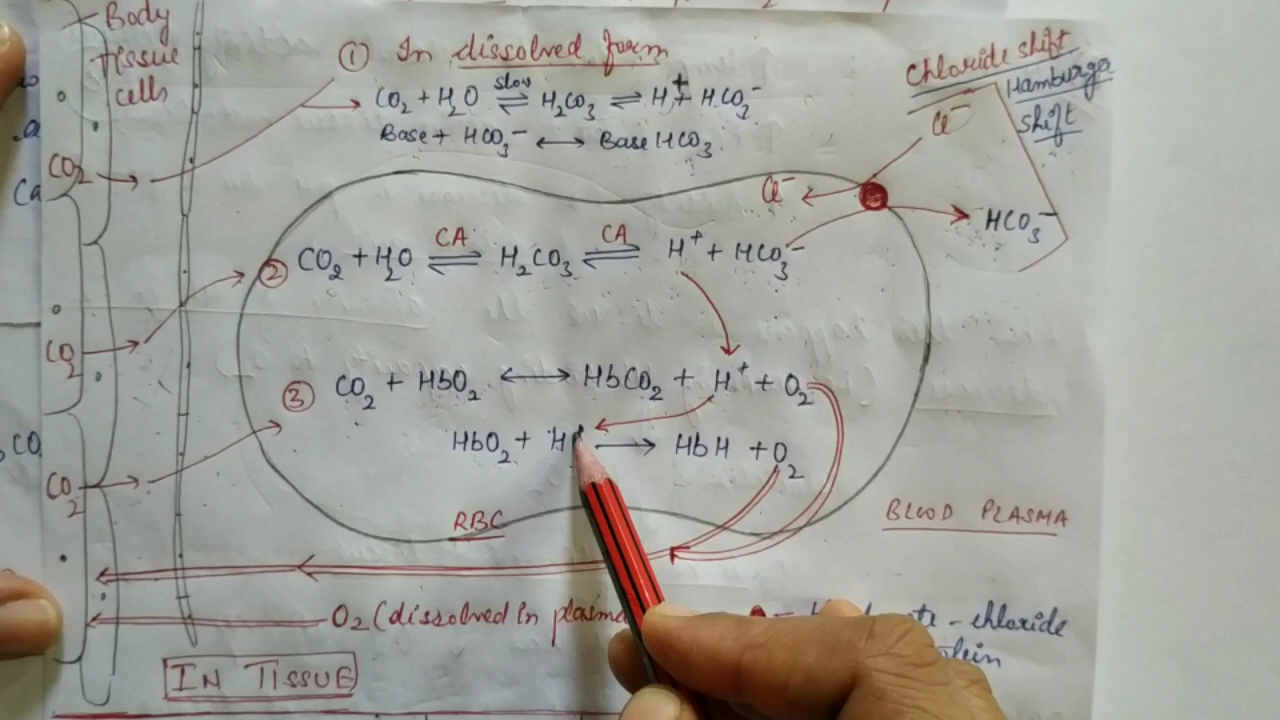 Body
Tissue
cells
① In dissolved form
CO₂ + H₂O slow ⇌ H₂CO₃ ⇌ H⁺ + HCO₃⁻
Base + HCO₃⁻ ⟷ Base HCO₃
Chloride shift
Hamburger
shift
Cl⁻
Cl⁻
HCO₃⁻
CO₂
② CO₂ + H₂O CA ⇌ H₂CO₃ CA ⇌ H⁺ + HCO₃⁻
CO₂
③ CO₂ + HbO₂ ⟷ HbCO₂ + H⁺ + O₂
HbO₂ + H⁺ ⟶ HbH + O₂
CO₂
RBC
BLOOD PLASMA
O₂ (dissolved in plasma
- chloride
IN TISSUE